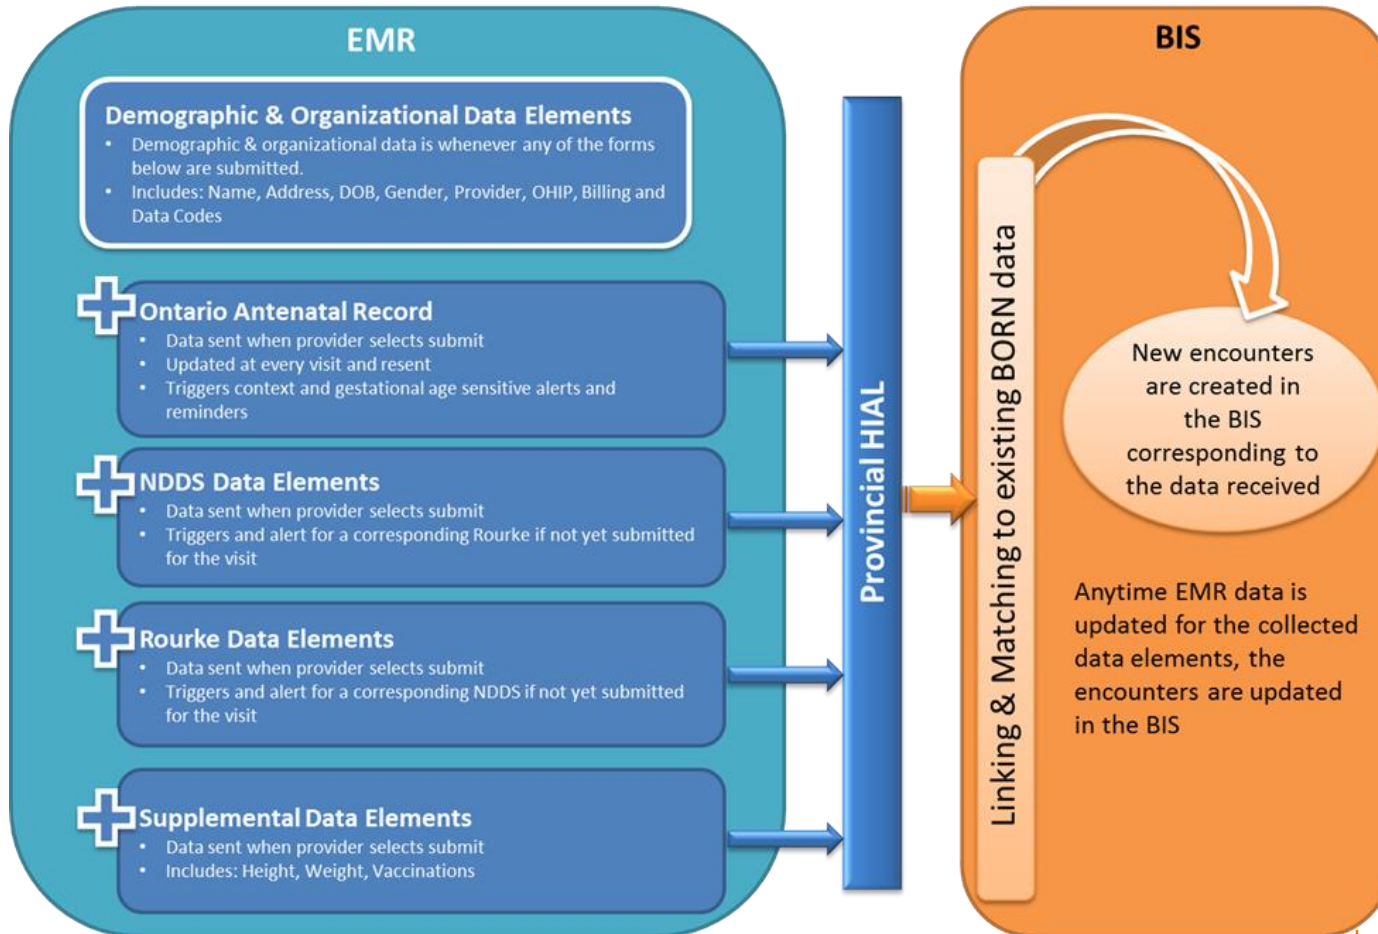 EMR
Demographic & Organizational Data Elements
• Demographic & organizational data is whenever any of the forms
below are submitted.
• Includes: Name, Address, DOB, Gender, Provider, OHIP, Billing and
Data Codes
Ontario Antenatal Record
• Data sent when provider selects submit
• Updated at every visit and resent
• Triggers context and gestational age sensitive alerts and
reminders
NDDS Data Elements
• Data sent when provider selects submit
• Triggers and alert for a corresponding Rourke if not yet submitted
for the visit
Rourke Data Elements
• Data sent when provider selects submit
• Triggers and alert for a corresponding NDDS if not yet submitted
for the visit
Supplemental Data Elements
• Data sent when provider selects submit
• Includes: Height, Weight, Vaccinations
Provincial HIAL
BIS
Linking & Matching to existing BORN data
New encounters
are created in
the BIS
corresponding to
the data received
Anytime EMR data is
updated for the collected
data elements, the
encounters are updated
in the BIS